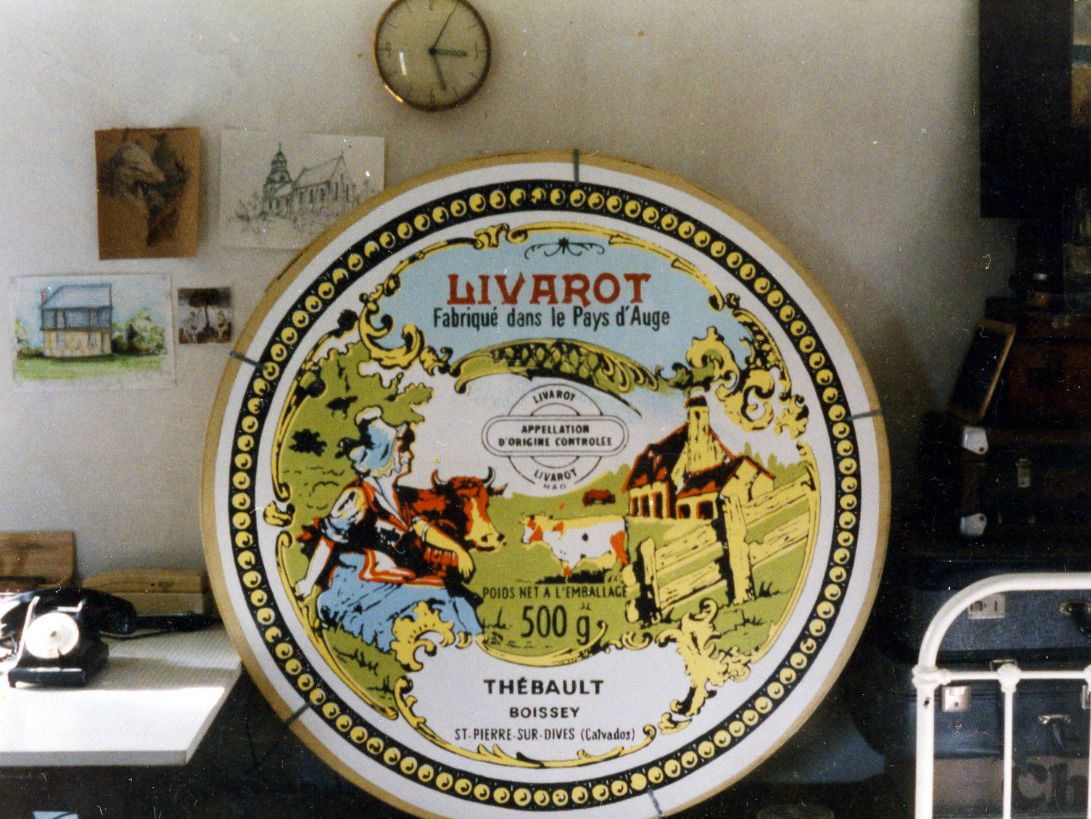 LIVAROT
Fabriqué dans le Pays d'Auge
LIVAROT
APPELLATION
D'ORIGINE CONTROLÉE
LIVAROT
POIDS NET A L'EMBALLAGE
500 g
THÉBAULT
BOISSEY
ST. PIERRE-SUR-DIVES (Calvados)
Ch